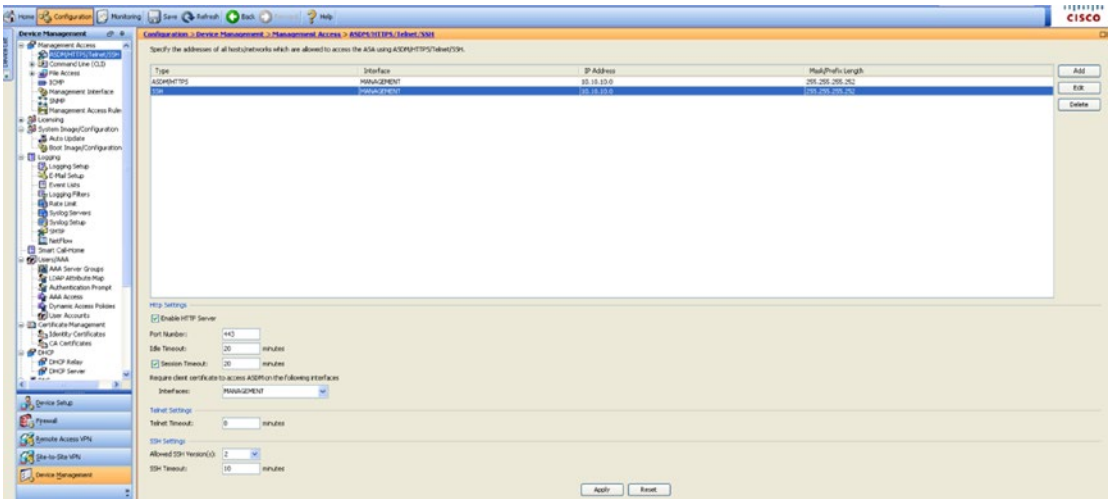 Home Configuration Monitoring Save Refresh Back Forward Help
CISCO
Device List
Device Management
Configuration > Device Management > Management Access > ASDM/HTTPS/Telnet/SSH
Management Access
ASDM/HTTPS/Telnet/SSH
Command Line (CLI)
File Access
ICMP
Management Interface
SNMP
Management Access Rules
Licensing
System Image/Configuration
Auto Update
Boot Image/Configuration
Logging
Logging Setup
E-Mail Setup
Event Lists
Logging Filters
Rate Limit
Syslog Servers
Syslog Setup
SMTP
NetFlow
Smart Call-Home
Users/AAA
AAA Server Groups
LDAP Attribute Map
Authentication Prompt
AAA Access
Dynamic Access Policies
User Accounts
Certificate Management
Identity Certificates
CA Certificates
DHCP
DHCP Relay
DHCP Server
Device Setup
Firewall
Remote Access VPN
Site-to-Site VPN
Device Management
Specify the addresses of all hosts/networks which are allowed to access the ASA using ASDM/HTTPS/Telnet/SSH.
Type Interface IP Address Mask/Prefix Length
ASDM/HTTPS MANAGEMENT 10.10.10.0 255.255.255.252
SSH MANAGEMENT 10.10.10.0 255.255.255.252
Add
Edit
Delete
Http Settings
Enable HTTP Server
Port Number: 443
Idle Timeout: 20 minutes
Session Timeout: 20 minutes
Require client certificate to access ASDM on the following interfaces
Interfaces: MANAGEMENT
Telnet Settings
Telnet Timeout: 8 minutes
SSH Settings
Allowed SSH Version(s): 2
SSH Timeout: 10 minutes
Apply Reset